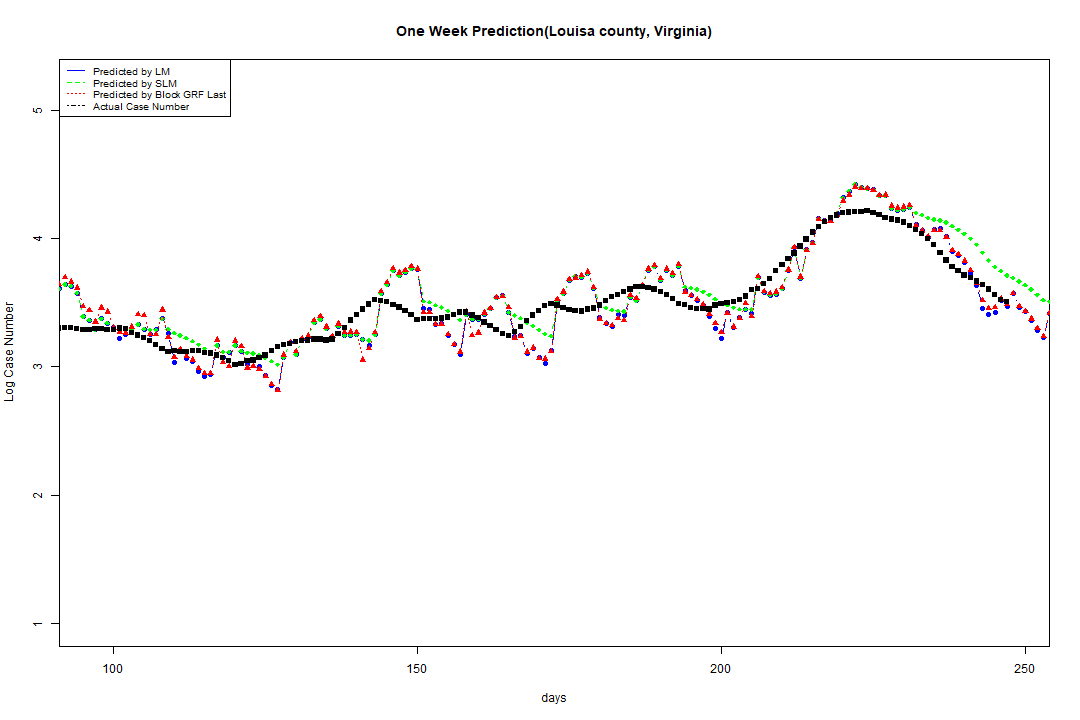 One Week Prediction(Louisa county, Virginia)
Predicted by LM
Predicted by SLM
Predicted by Block GRF Last
Actual Case Number
5
4
3
2
1
Log Case Number
100 150 200 250
days